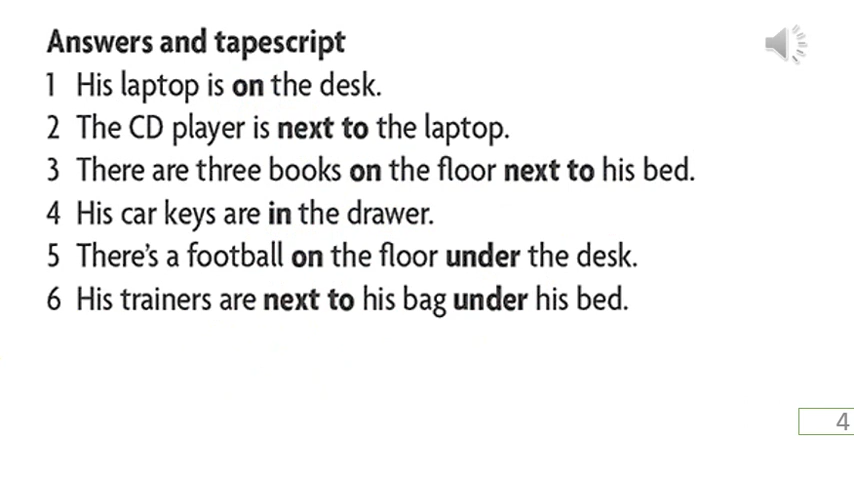 Answers and tapescript
1 His laptop is on the desk.
2 The CD player is next to the laptop.
3 There are three books on the floor next to his bed.
4 His car keys are in the drawer.
5 There's a football on the floor under the desk.
6 His trainers are next to his bag under his bed.
4